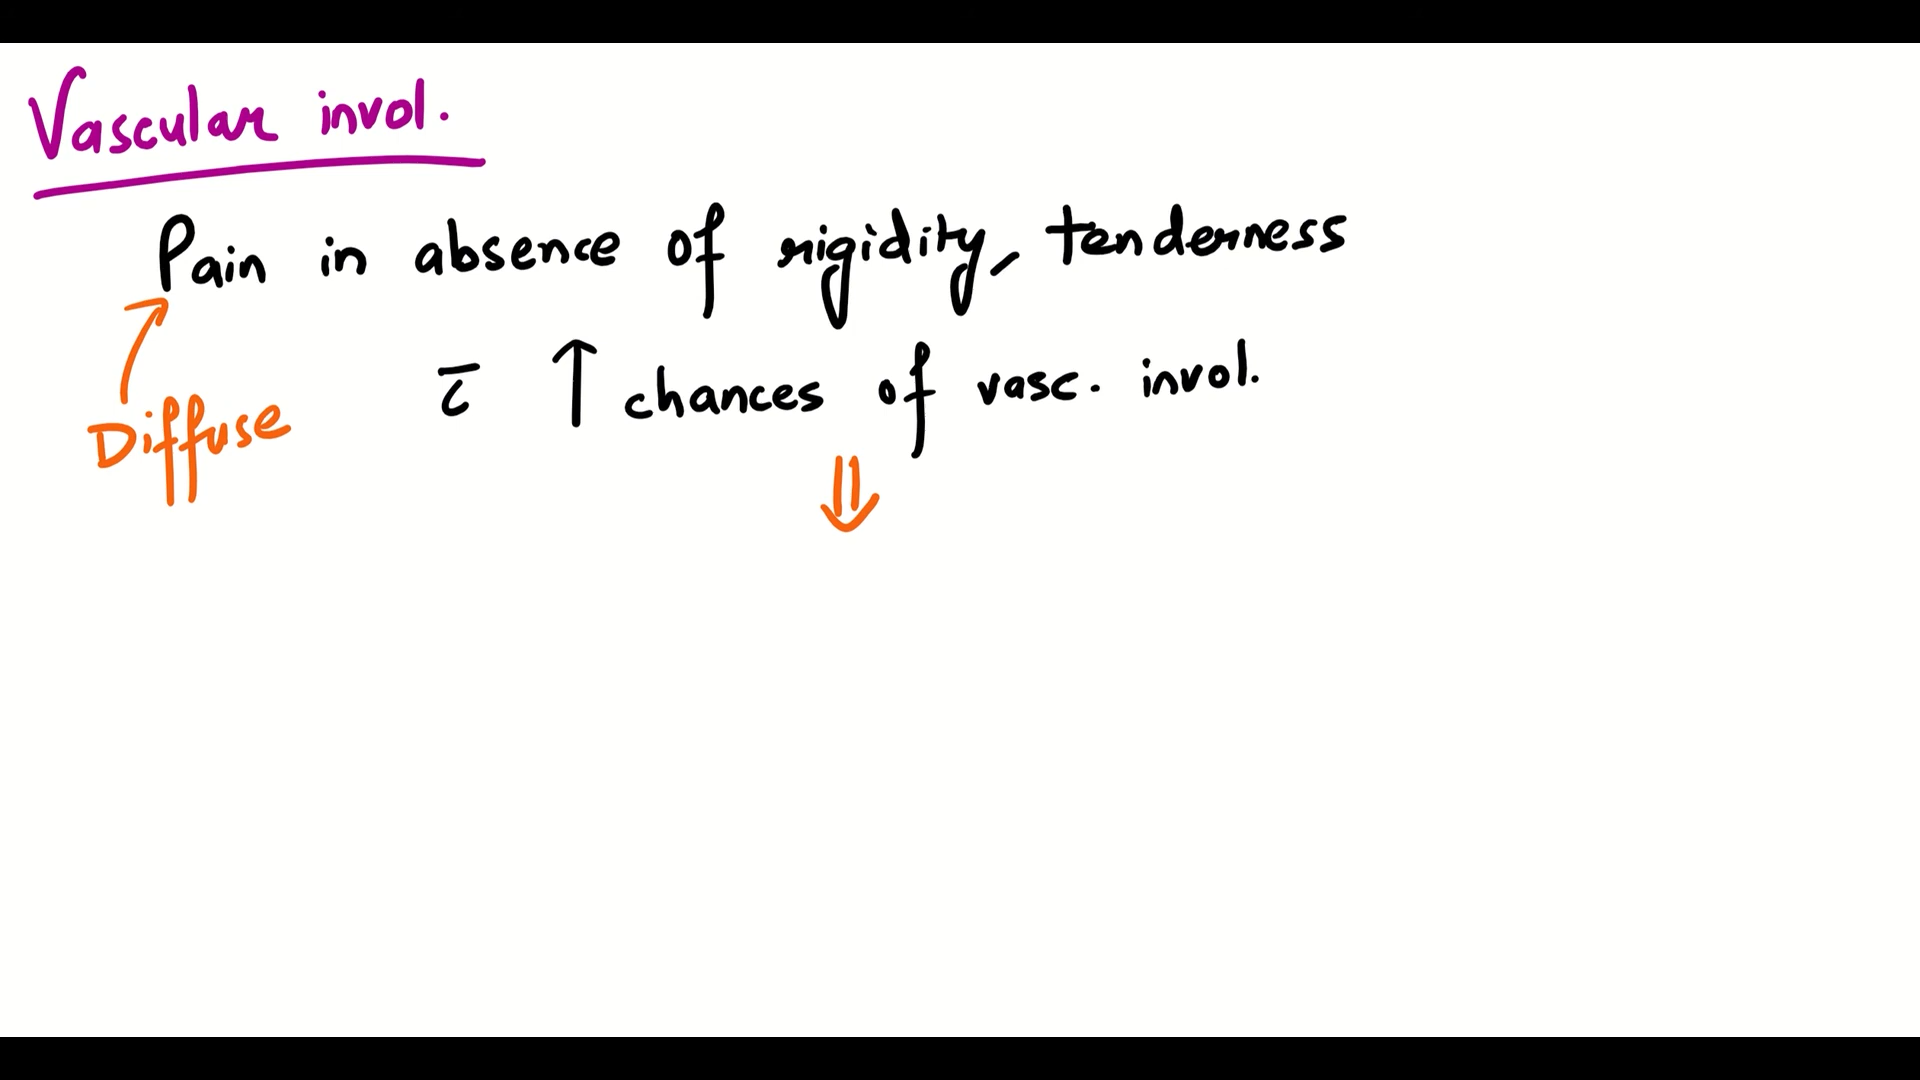 Vascular invol.
Pain in absence of rigidity, tenderness
c̄ ↑ chances of vasc. invol.
Diffuse